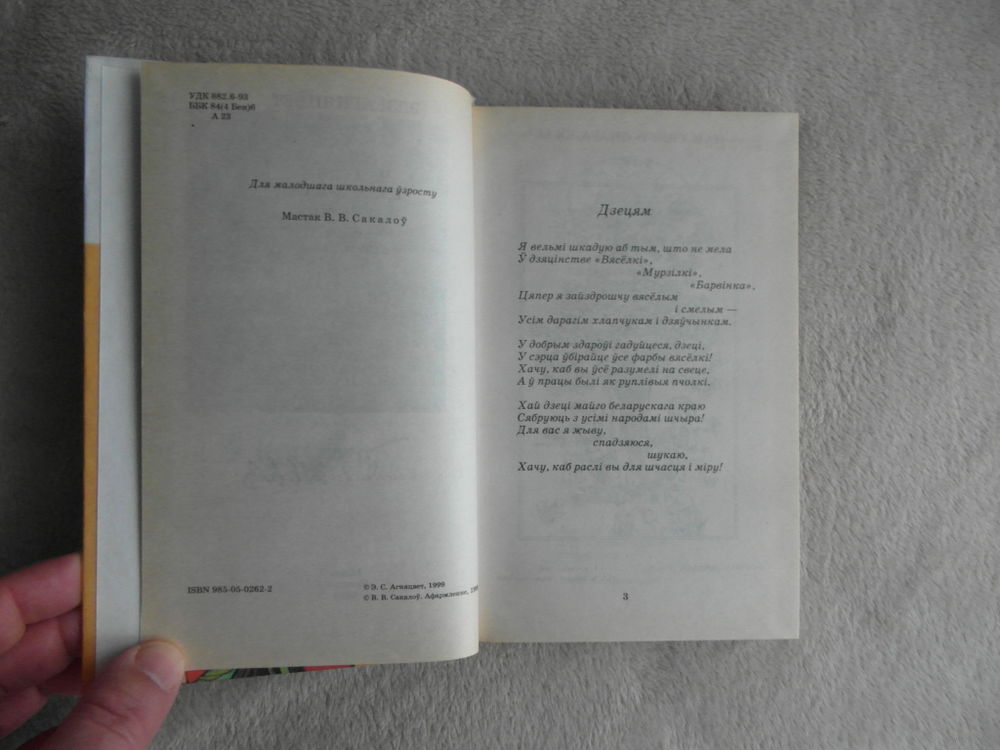 УДК 882.6-93
ББК 84(4 Беи)6
А 23
Для малодшага школьнага ўзросту
Мастак В. В. Сакалоў
ISBN 985-05-0262-2
© Э. С. Агняцвет, 1999
© В. В. Сакалоў. Афармленне, 199
Дзецям
Я вельмі шкадую аб тым, што не мела
Ў дзяцінстве «Вясёлкі»,
«Мурзілкі»,
«Барвінка»,
Цяпер я зайздрошчу вясёлым
і смелым —
Усім дарагім хлапчукам і дзяўчынкам.
У добрым здароўі гадуйцеся, дзеці,
У сэрца ўбірайце ўсе фарбы вясёлкі!
Хачу, каб вы ўсё разумелі на свеце,
А ў працы былі як руплівыя пчолкі.
Хай дзеці майго беларускага краю
Сябруюць з усімі народамі шчыра!
Для вас я жыву,
спадзяюся,
шукаю,
Хачу, каб раслі вы для шчасця і міру!
3